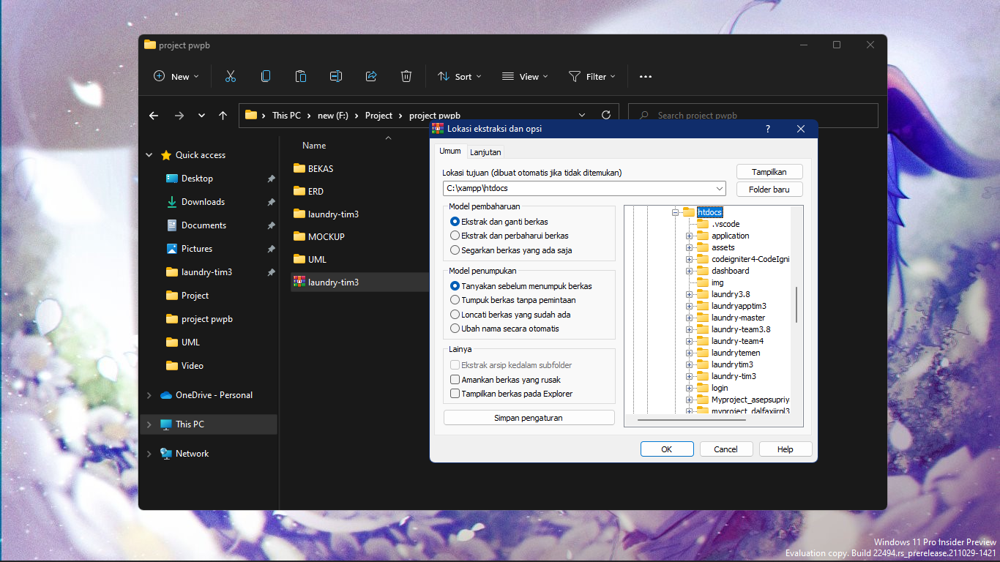 project pwpb
New
Sort
View
Filter
This PC
new (F:)
Project
project pwpb
Search project pwpb
Quick access
Desktop
Downloads
Documents
Pictures
laundry-tim3
Project
project pwpb
UML
Video
OneDrive - Personal
This PC
Network
Name
BEKAS
ERD
laundry-tim3
MOCKUP
UML
laundry-tim3
Lokasi ekstraksi dan opsi
?
Umum
Lanjutan
Lokasi tujuan (dibuat otomatis jika tidak ditemukan)
C:\xampp\htdocs
Tampilkan
Folder baru
Model pembaharuan
Ekstrak dan ganti berkas
Ekstrak dan perbaharui berkas
Segarkan berkas yang ada saja
Model penumpukan
Tanyakan sebelum menumpuk berkas
Tumpuk berkas tanpa pemintaan
Loncati berkas yang sudah ada
Ubah nama secara otomatis
Lainya
Ekstrak arsip kedalam subfolder
Amankan berkas yang rusak
Tampilkan berkas pada Explorer
Simpan pengaturan
htdocs
.vscode
application
assets
codeigniter4-CodeIgni
dashboard
img
laundry3.8
laundryapptim3
laundry-master
laundry-team3.8
laundry-team4
laundrytemen
laundrytim3
laundry-tim3
login
Myproject_asepsupriy
myproject_dalfaxiirpl3
OK
Cancel
Help
Windows 11 Pro Insider Preview
Evaluation copy. Build 22494.rs_prerelease.211029-1421